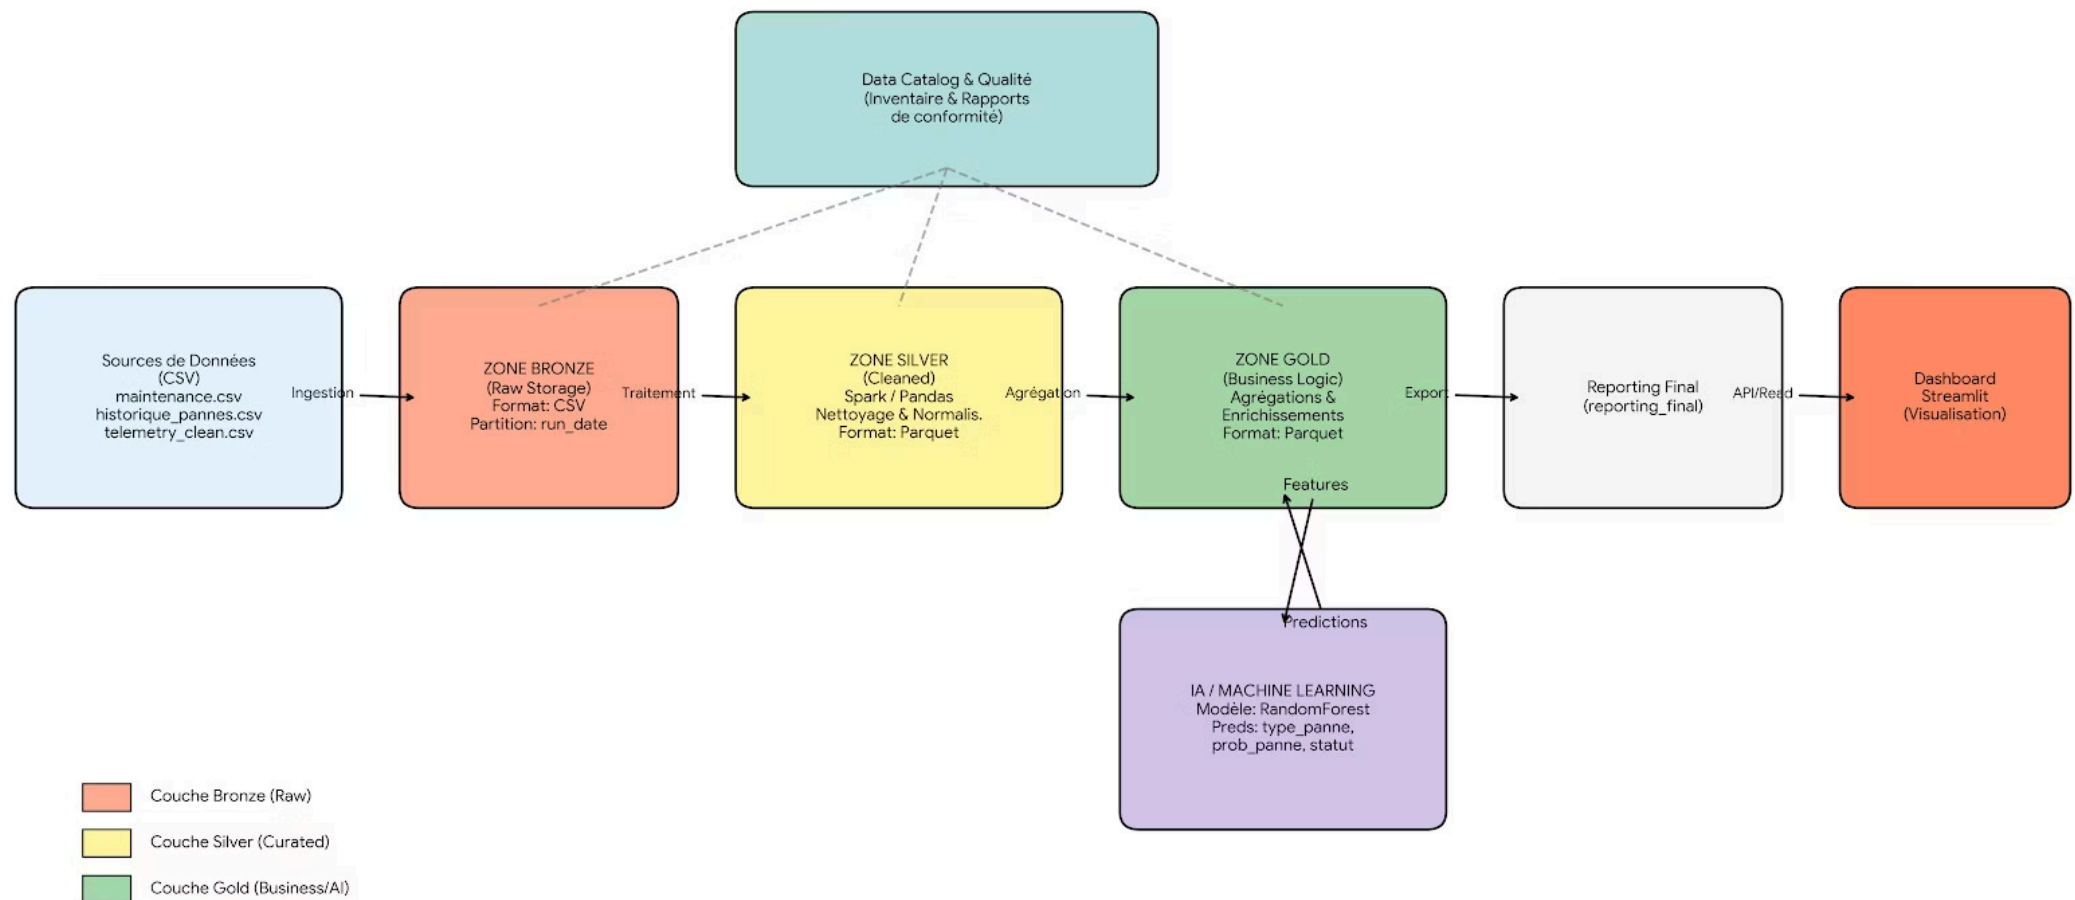 Data Catalog & Qualité
(Inventaire & Rapports
de conformité)
Sources de Données
(CSV)
maintenance.csv
historique_pannes.csv
telemetry_clean.csv
Ingestion
ZONE BRONZE
(Raw Storage)
Format: CSV
Partition: run_date
Traitement
ZONE SILVER
(Cleaned)
Spark / Pandas
Nettoyage & Normalis.
Format: Parquet
Agrégation
ZONE GOLD
(Business Logic)
Agrégations &
Enrichissements
Format: Parquet
Features
Export
Reporting Final
(reporting_final)
API/Read
Dashboard
Streamlit
(Visualisation)
Predictions
IA / MACHINE LEARNING
Modèle: RandomForest
Preds: type_panne,
prob_panne, statut
Couche Bronze (Raw)
Couche Silver (Curated)
Couche Gold (Business/AI)